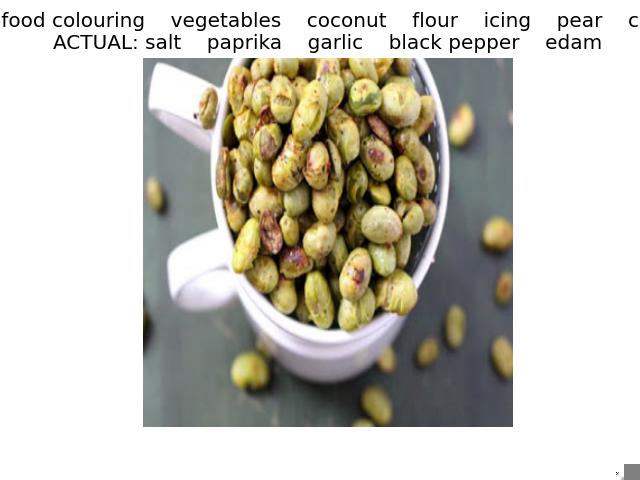 food colouring vegetables coconut flour icing pear c
ACTUAL: salt paprika garlic black pepper edam